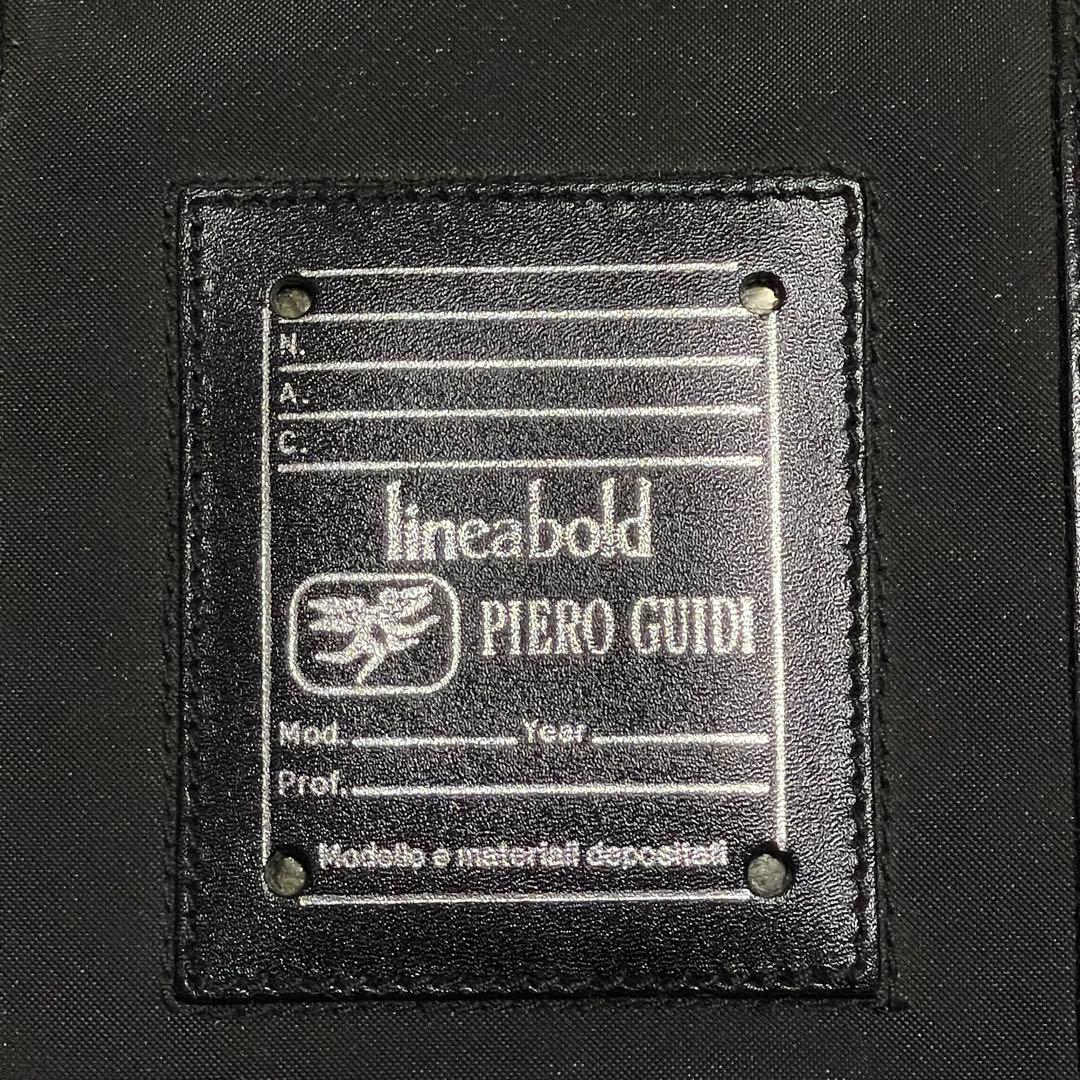 N.
A.
C.
lineabold
PIERO GUIDI
Mod. Year
Prof.
Modello e materiali depositati